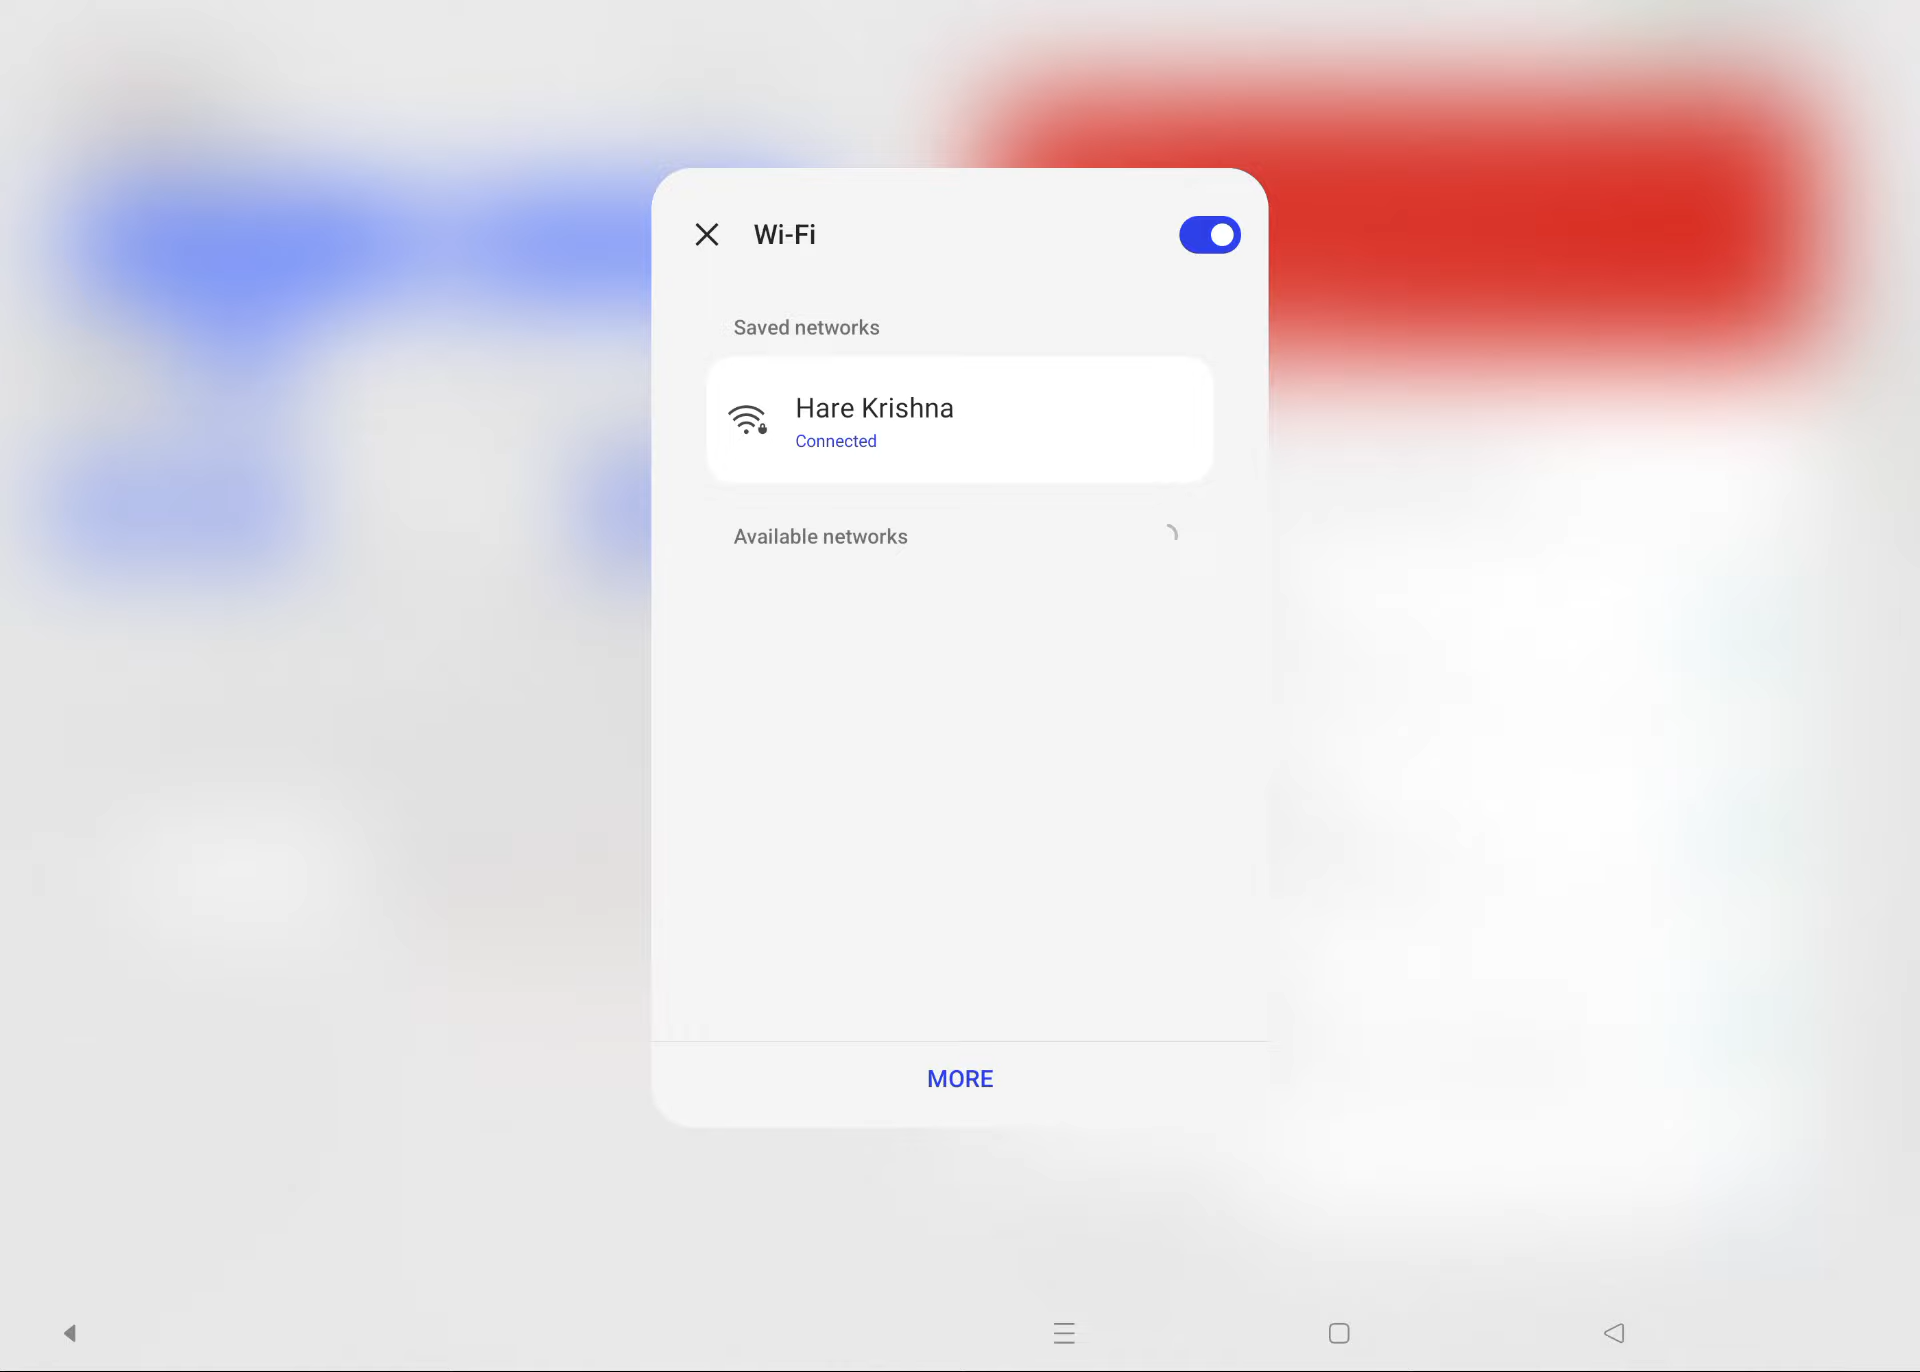 Wi-Fi
Saved networks
Hare Krishna
Connected
Available networks
MORE